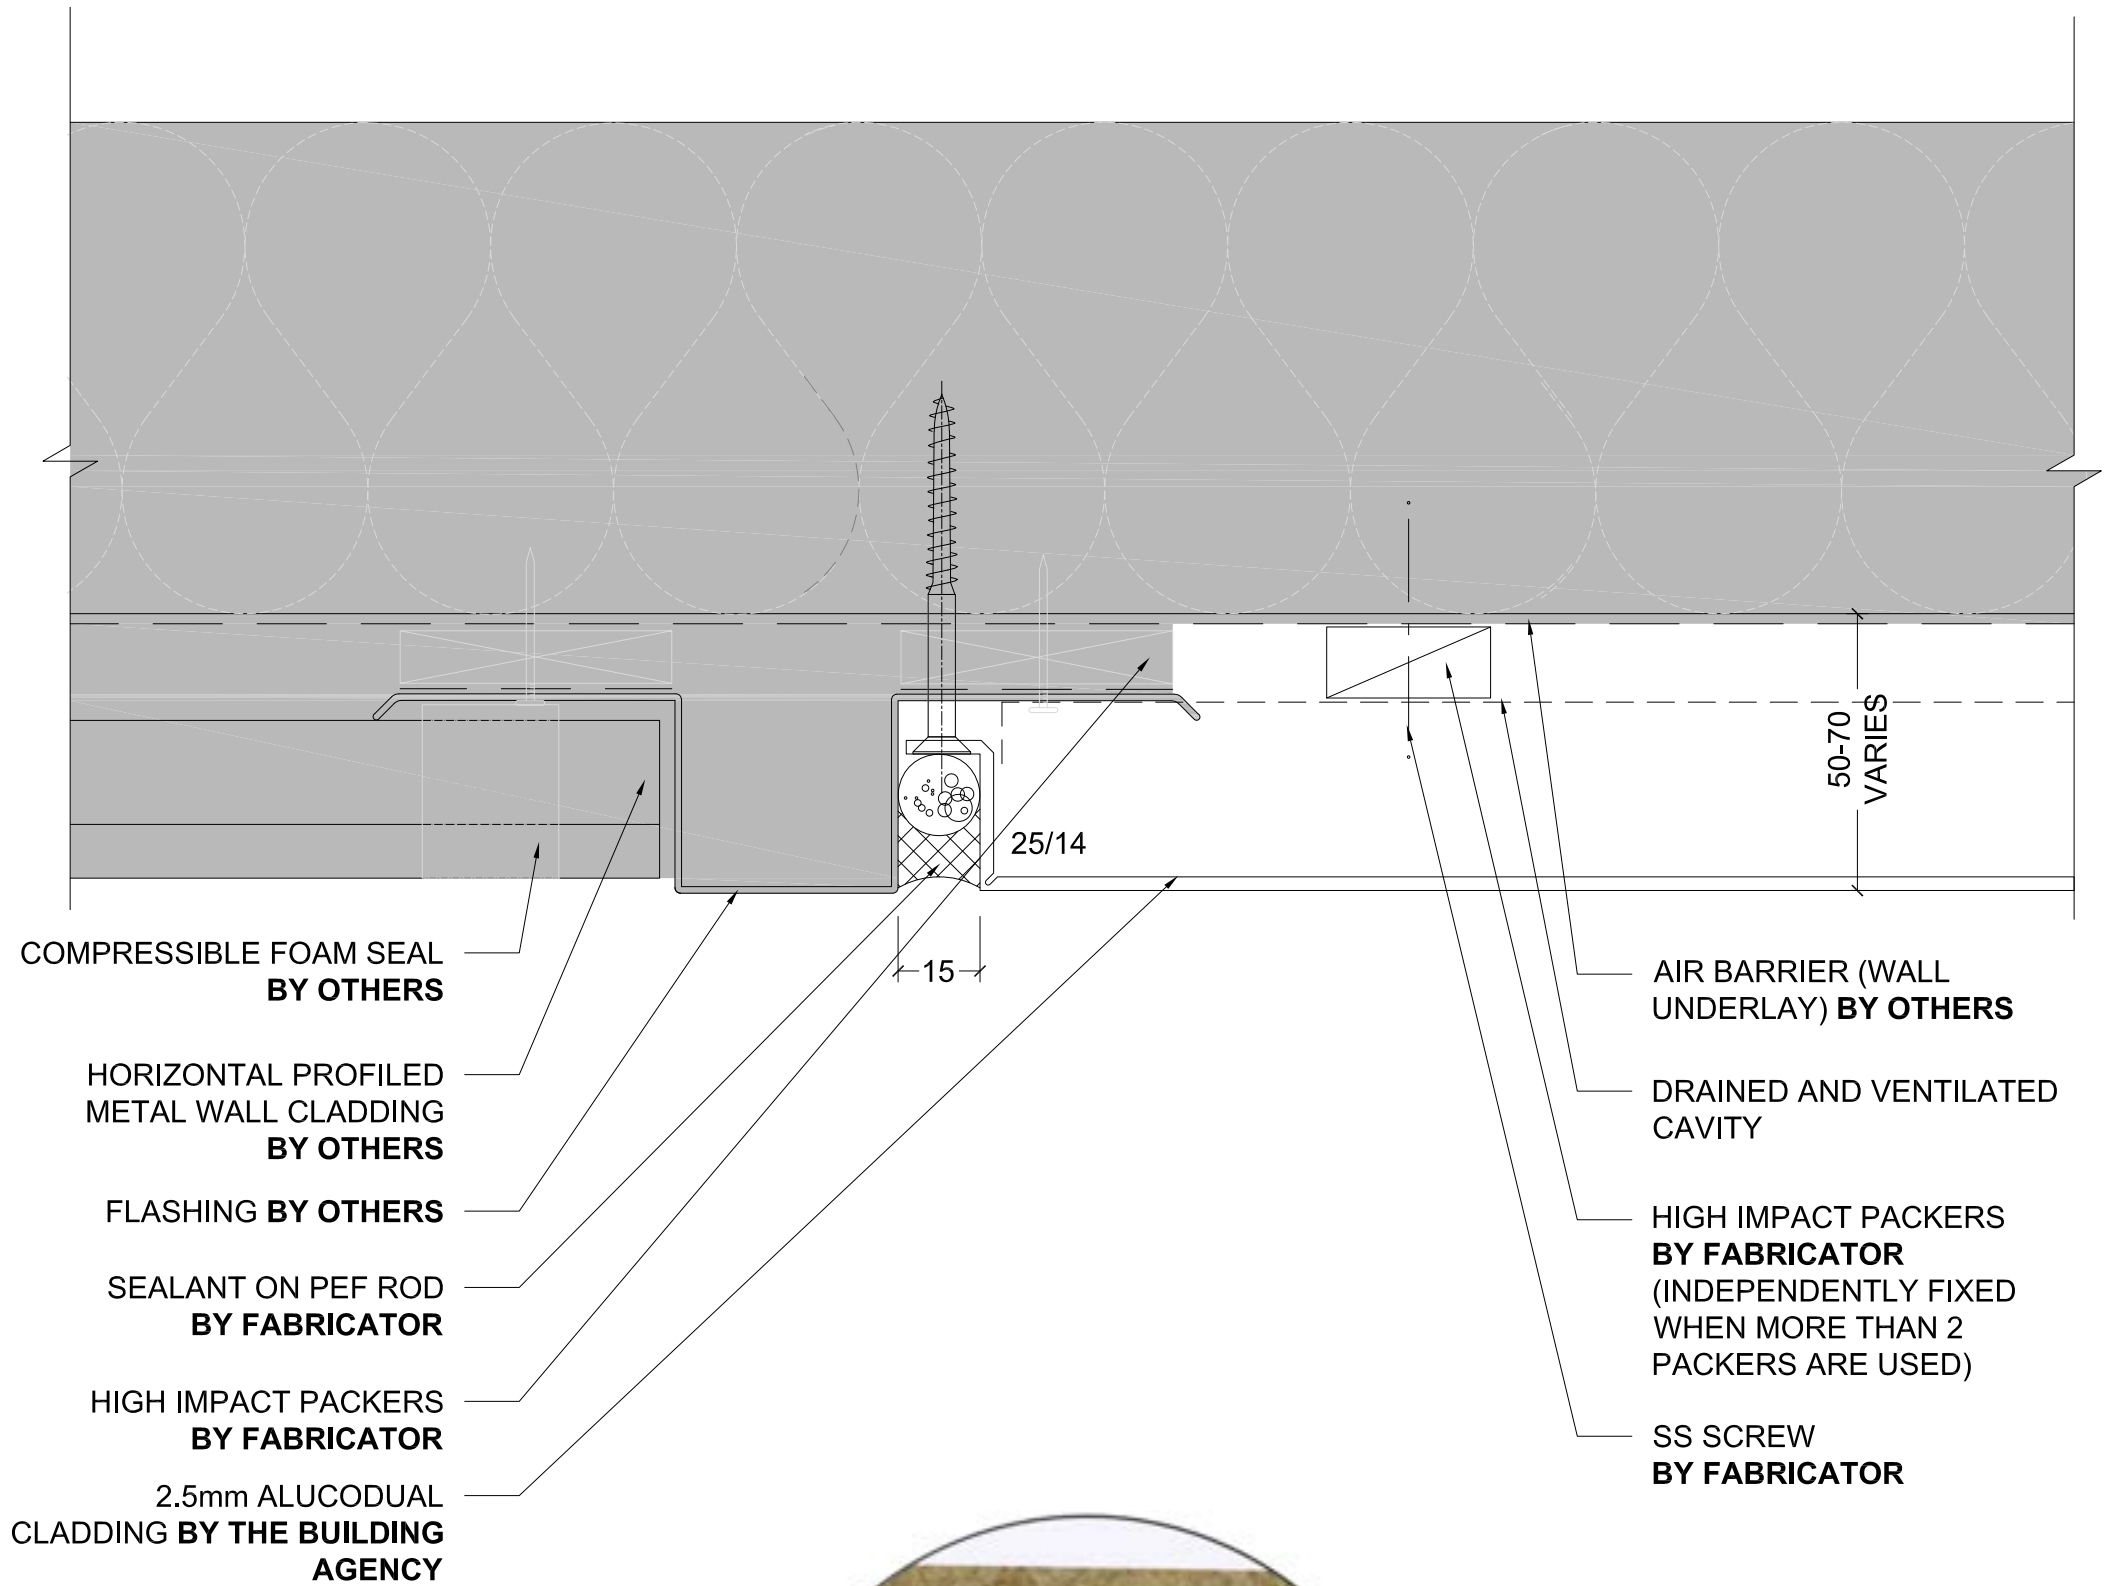 25/14
50-70
VARIES
15
COMPRESSIBLE FOAM SEAL
BY OTHERS
HORIZONTAL PROFILED
METAL WALL CLADDING
BY OTHERS
FLASHING BY OTHERS
SEALANT ON PEF ROD
BY FABRICATOR
HIGH IMPACT PACKERS
BY FABRICATOR
2.5mm ALUCODUAL
CLADDING BY THE BUILDING
AGENCY
AIR BARRIER (WALL
UNDERLAY) BY OTHERS
DRAINED AND VENTILATED
CAVITY
HIGH IMPACT PACKERS
BY FABRICATOR
(INDEPENDENTLY FIXED
WHEN MORE THAN 2
PACKERS ARE USED)
SS SCREW
BY FABRICATOR